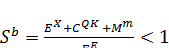 S^b = (E^X + C^{QK} + M^m) / n^E < 1